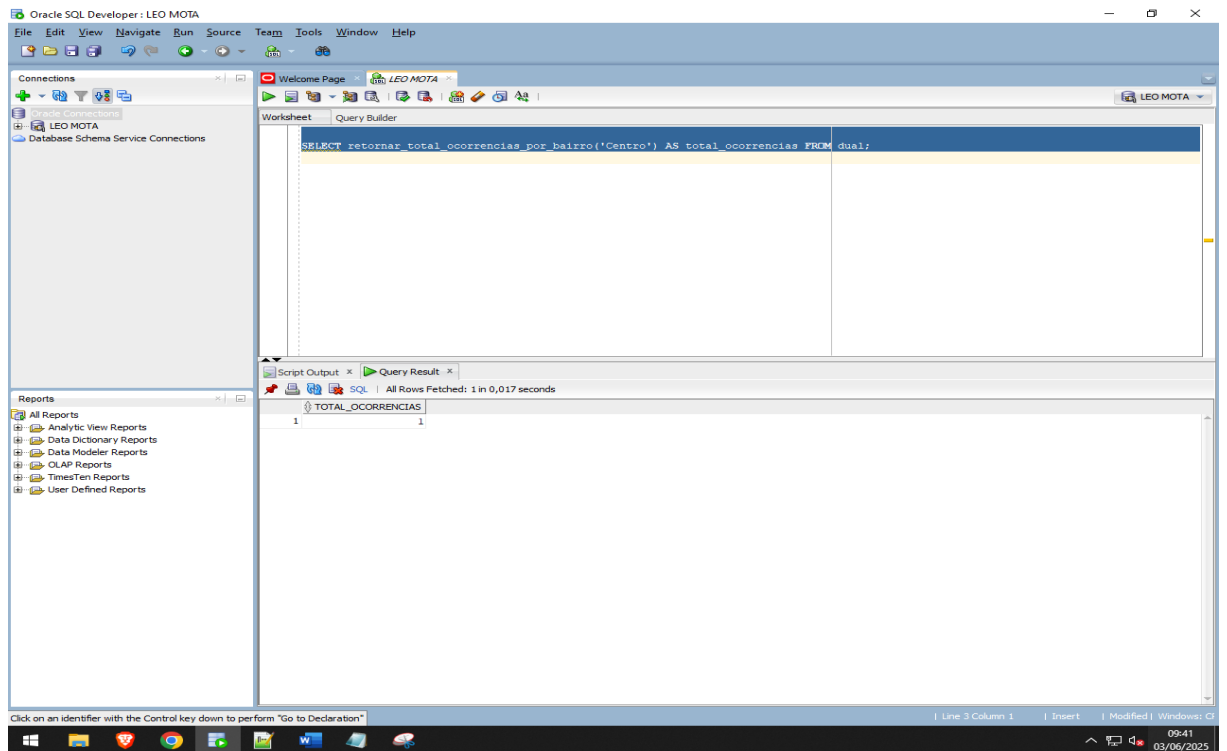 Oracle SQL Developer : LEO MOTA
File Edit View Navigate Run Source Team Tools Window Help
Connections
Oracle Connections
LEO MOTA
Database Schema Service Connections
Reports
All Reports
Analytic View Reports
Data Dictionary Reports
Data Modeler Reports
OLAP Reports
TimesTen Reports
User Defined Reports
Welcome Page
LEO MOTA
LEO MOTA
Worksheet Query Builder
SELECT retornar_total_ocorrencias_por_bairro('Centro') AS total_ocorrencias FROM dual;
Script Output Query Result
SQL | All Rows Fetched: 1 in 0,017 seconds
TOTAL_OCORRENCIAS
1 1
Click on an identifier with the Control key down to perform "Go to Declaration"
| Line 3 Column 1 | Insert | Modified | Windows:
09:41
03/06/2025